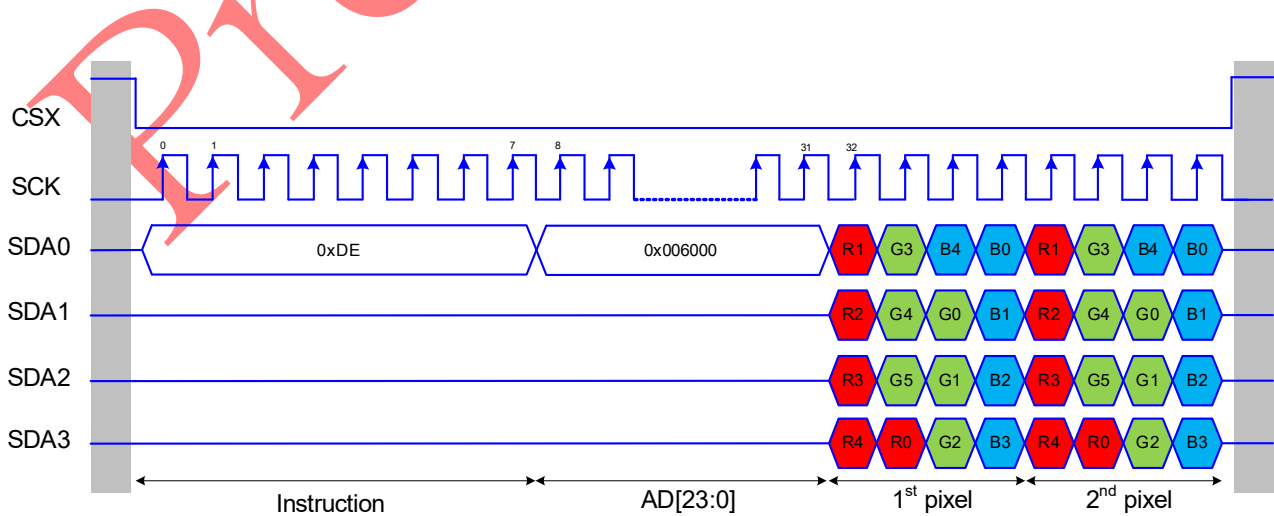 Pre
CSX
0 1 7 8 31 32
SCK
SDA0 0xDE 0x006000 R1 G3 B4 B0 R1 G3 B4 B0
SDA1 R2 G4 G0 B1 R2 G4 G0 B1
SDA2 R3 G5 G1 B2 R3 G5 G1 B2
SDA3 R4 R0 G2 B3 R4 R0 G2 B3
Instruction AD[23:0] 1st pixel 2nd pixel